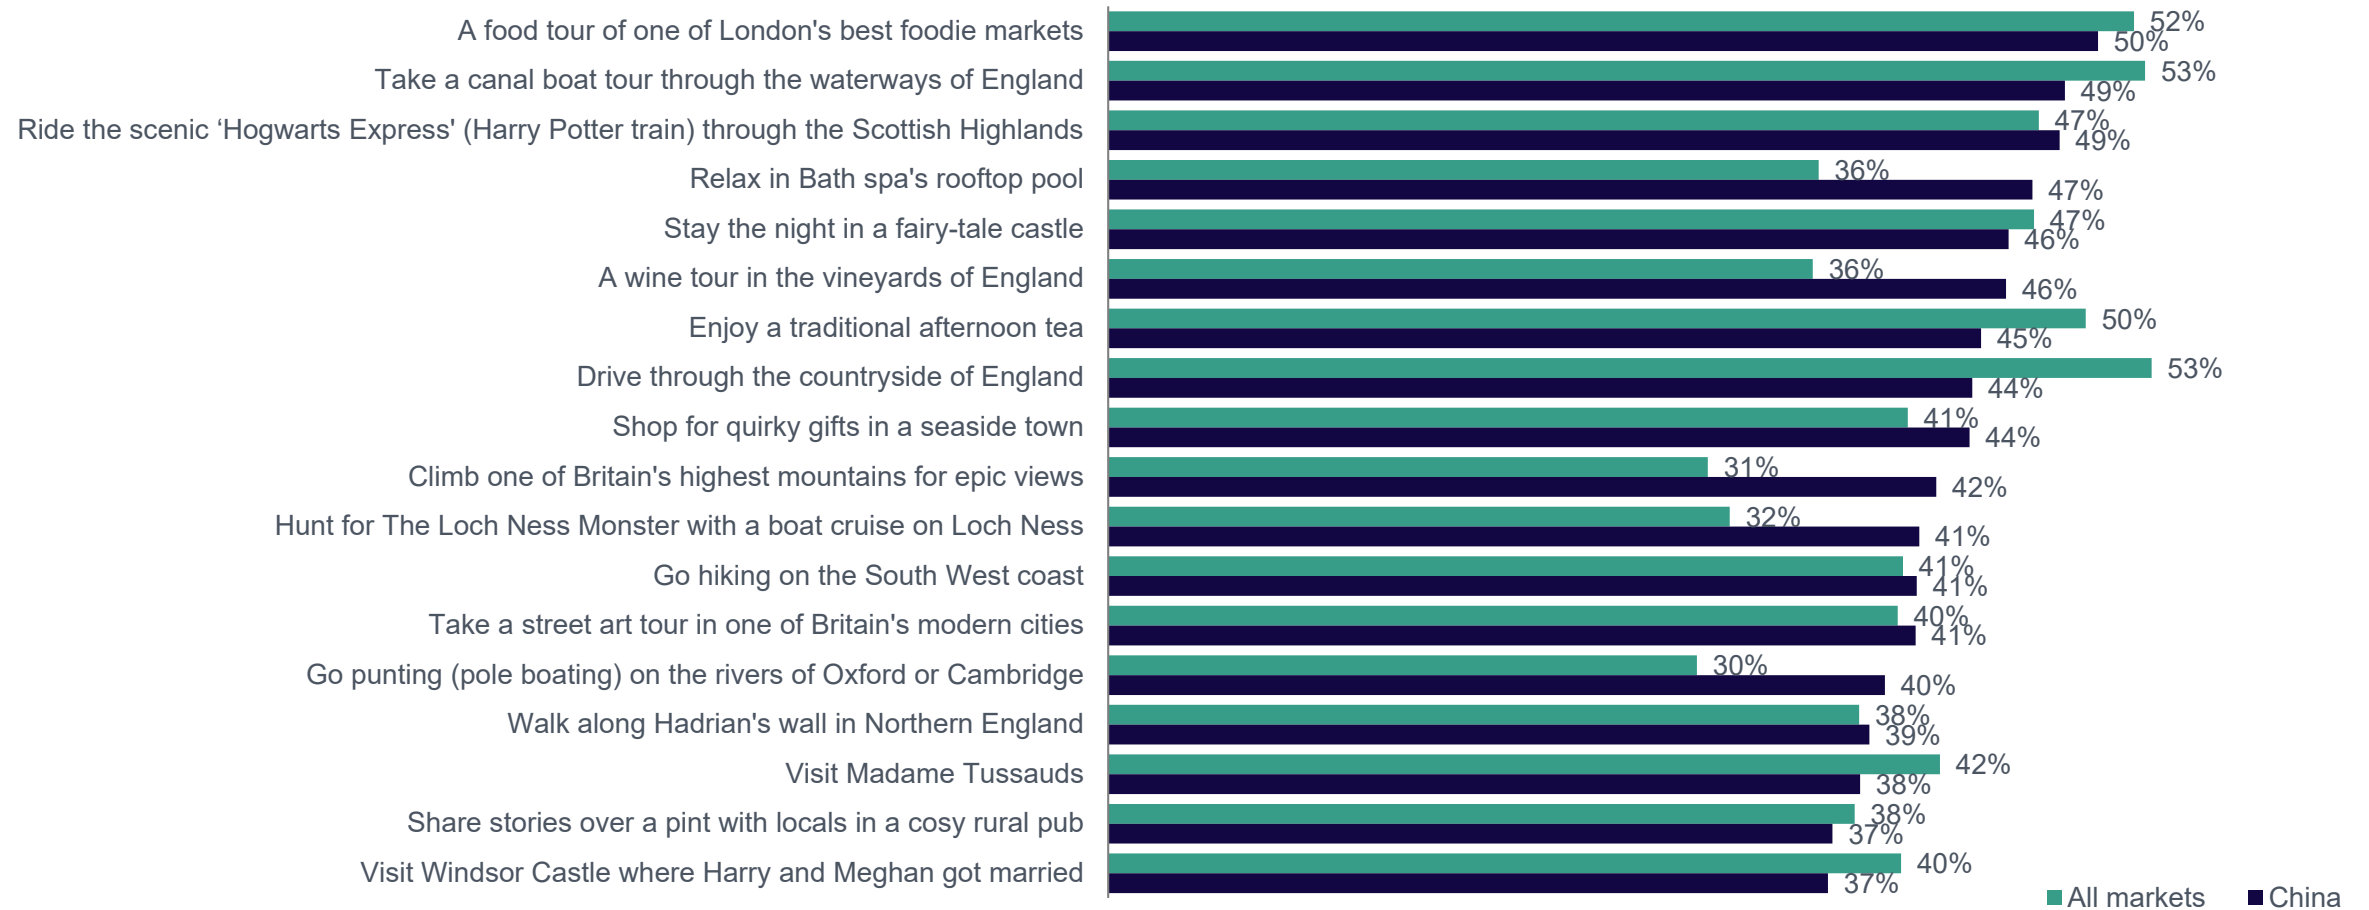 A food tour of one of London's best foodie markets
52%
50%
Take a canal boat tour through the waterways of England
53%
49%
Ride the scenic ‘Hogwarts Express' (Harry Potter train) through the Scottish Highlands
47%
49%
Relax in Bath spa's rooftop pool
36%
47%
Stay the night in a fairy-tale castle
47%
46%
A wine tour in the vineyards of England
36%
46%
Enjoy a traditional afternoon tea
50%
45%
Drive through the countryside of England
53%
44%
Shop for quirky gifts in a seaside town
41%
44%
Climb one of Britain's highest mountains for epic views
31%
42%
Hunt for The Loch Ness Monster with a boat cruise on Loch Ness
32%
41%
Go hiking on the South West coast
41%
41%
Take a street art tour in one of Britain's modern cities
40%
41%
Go punting (pole boating) on the rivers of Oxford or Cambridge
30%
40%
Walk along Hadrian's wall in Northern England
38%
39%
Visit Madame Tussauds
42%
38%
Share stories over a pint with locals in a cosy rural pub
38%
37%
Visit Windsor Castle where Harry and Meghan got married
40%
37%
All markets
China